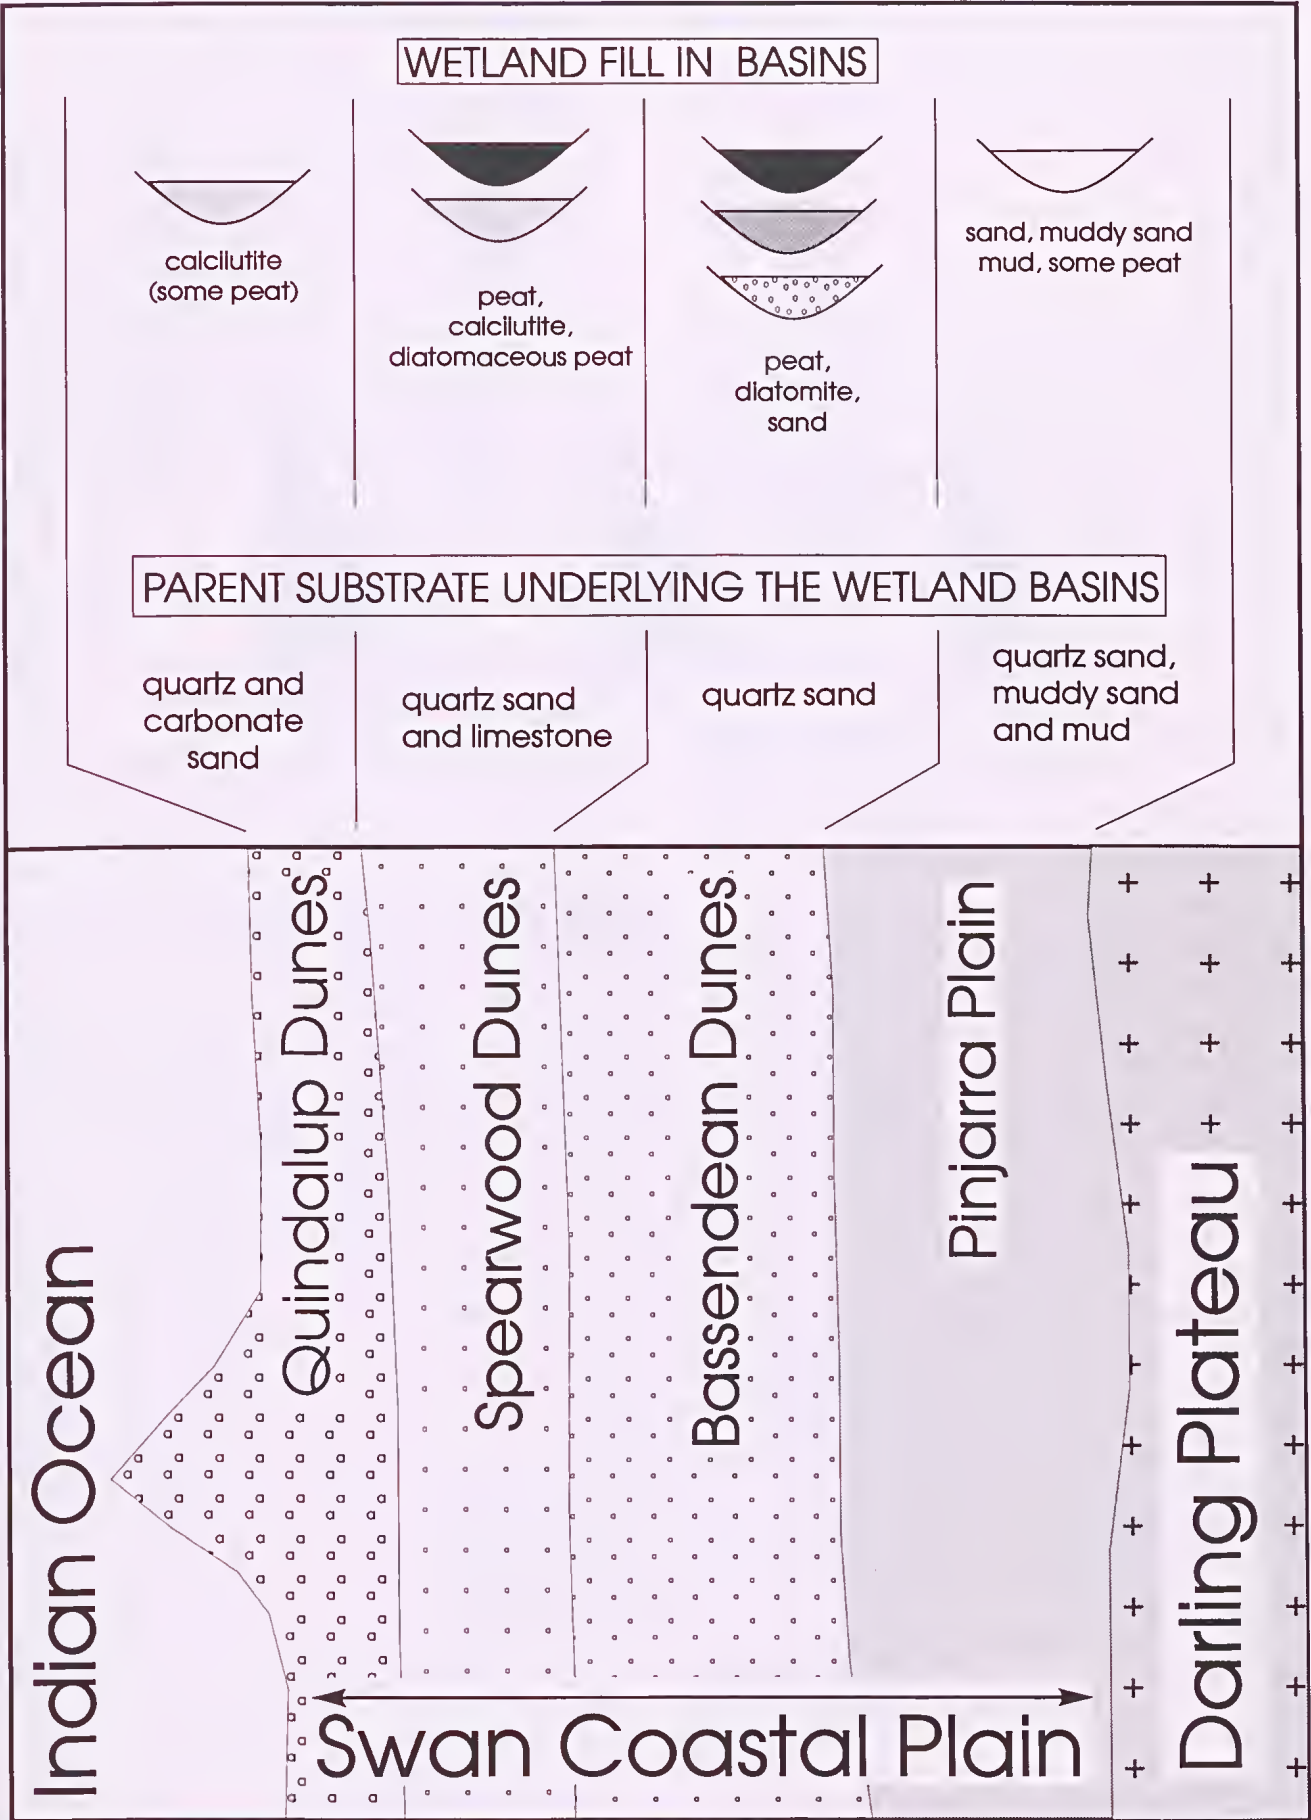 WETLAND FILL IN BASINS
calcilutite
(some peat)
peat,
calcilutite,
diatomaceous peat
peat,
diatomite,
sand
sand, muddy sand
mud, some peat
PARENT SUBSTRATE UNDERLYING THE WETLAND BASINS
quartz and
carbonate
sand
quartz sand
and limestone
quartz sand
quartz sand,
muddy sand
and mud
Indian Ocean
Quindalup Dunes
Spearwood Dunes
Bassendean Dunes
Pinjarra Plain
Darling Plateau
Swan Coastal Plain